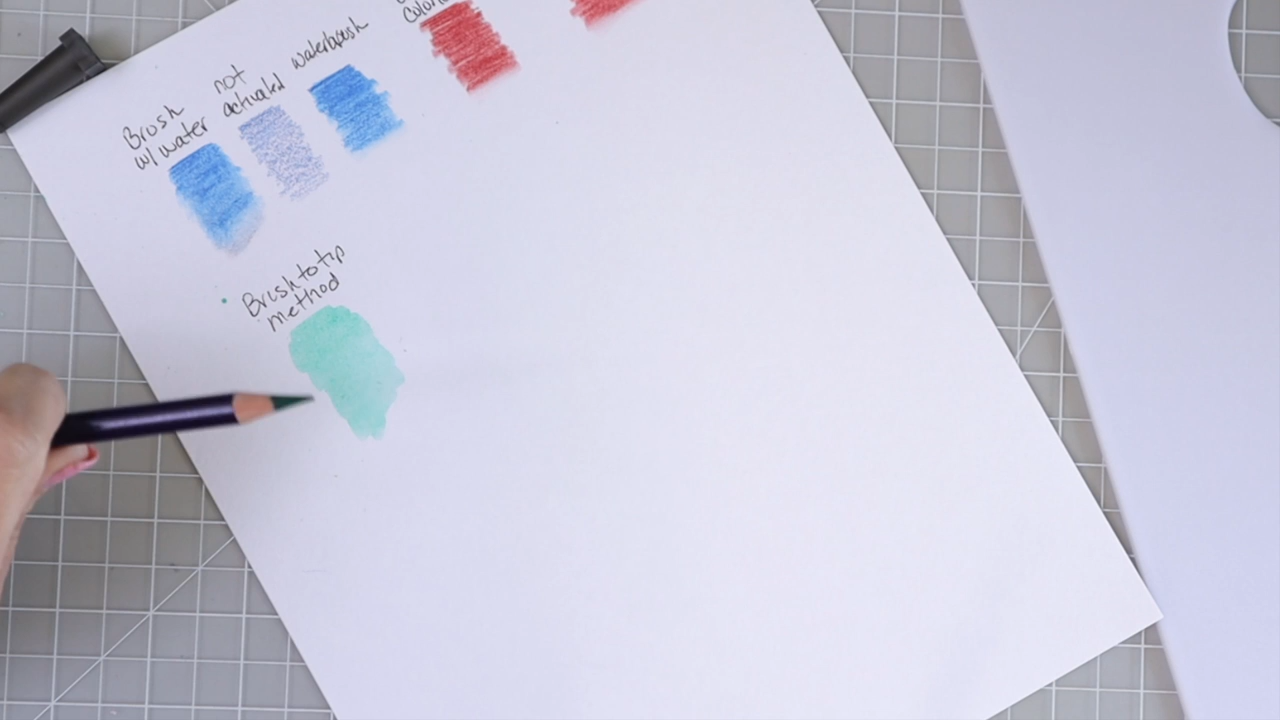 Brush
w/ water
not
activated
waterbrush
Brush to tip
method